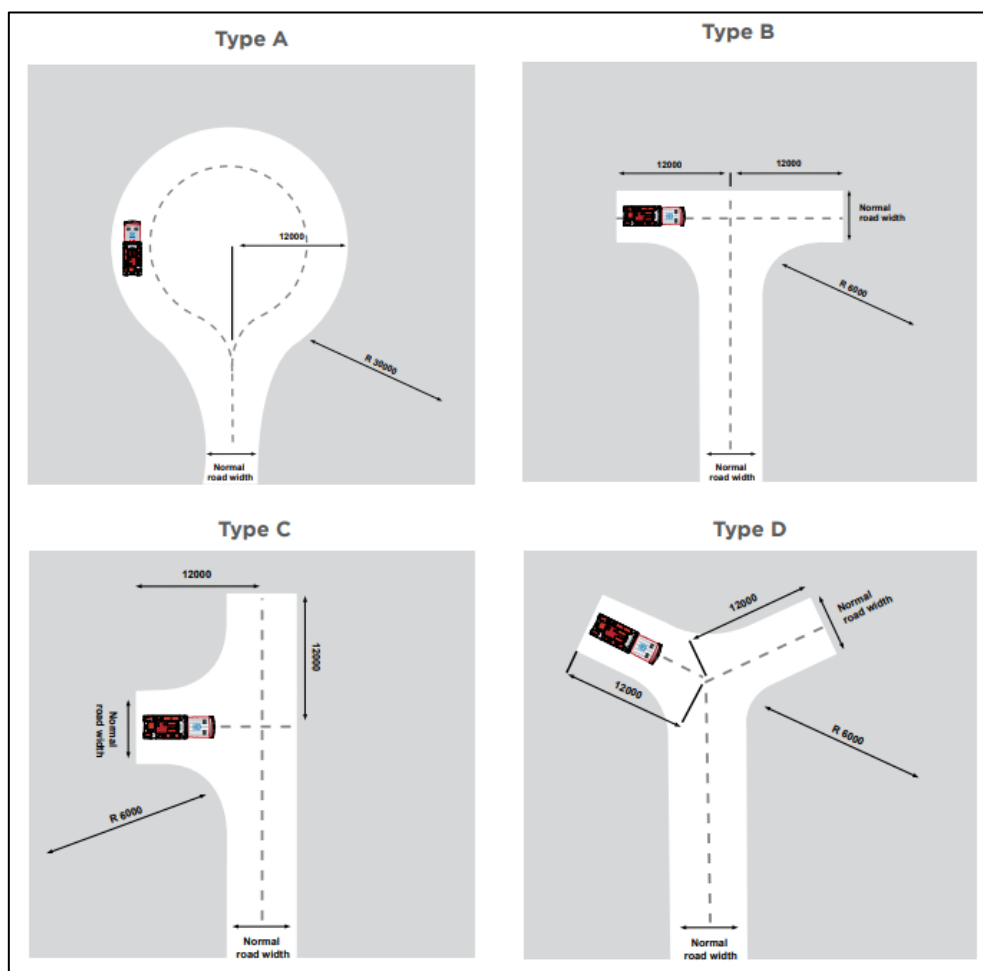 Type A
12000
R 30000
Normal
road width
Type B
12000
12000
Normal
road width
R 6000
Normal
road width
Type C
12000
12000
Normal
road width
R 6000
Normal
road width
Type D
12000
Normal
road width
12000
R 6000
Normal
road width